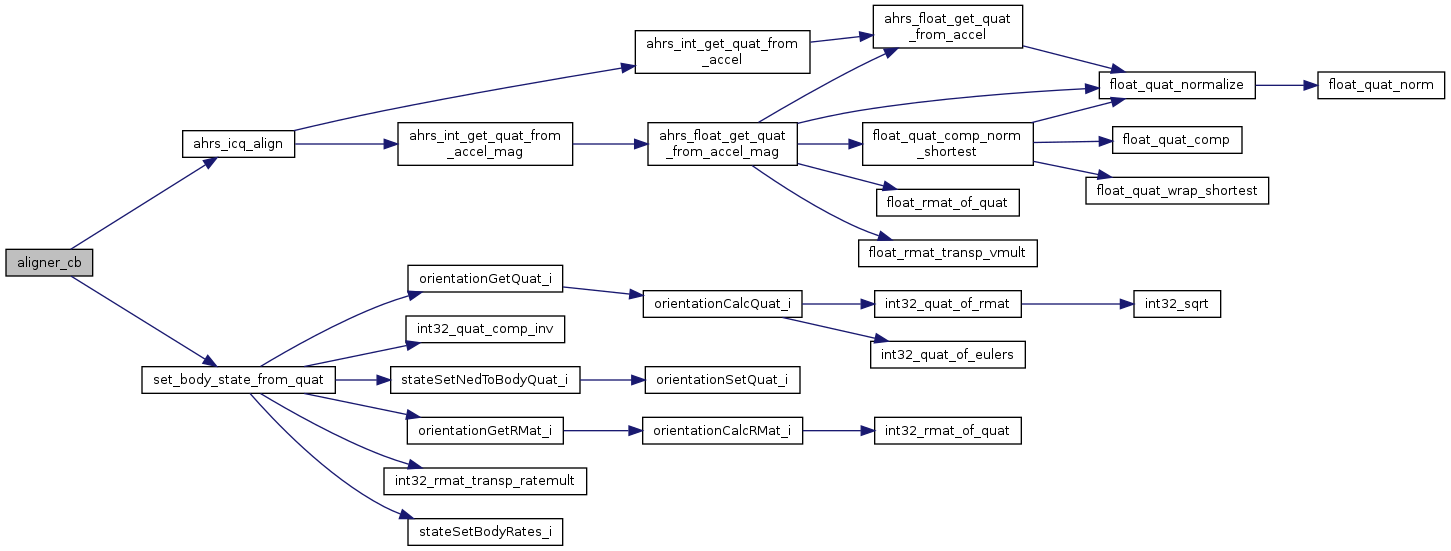 ahrs_float_get_quat
_from_accel
ahrs_int_get_quat_from
_accel
float_quat_normalize
float_quat_norm
ahrs_icq_align
ahrs_int_get_quat_from
_accel_mag
ahrs_float_get_quat
_from_accel_mag
float_quat_comp_norm
_shortest
float_quat_comp
float_quat_wrap_shortest
float_rmat_of_quat
float_rmat_transp_vmult
aligner_cb
orientationGetQuat_i
orientationCalcQuat_i
int32_quat_of_rmat
int32_sqrt
int32_quat_comp_inv
int32_quat_of_eulers
set_body_state_from_quat
stateSetNedToBodyQuat_i
orientationSetQuat_i
orientationGetRMat_i
orientationCalcRMat_i
int32_rmat_of_quat
int32_rmat_transp_ratemult
stateSetBodyRates_i